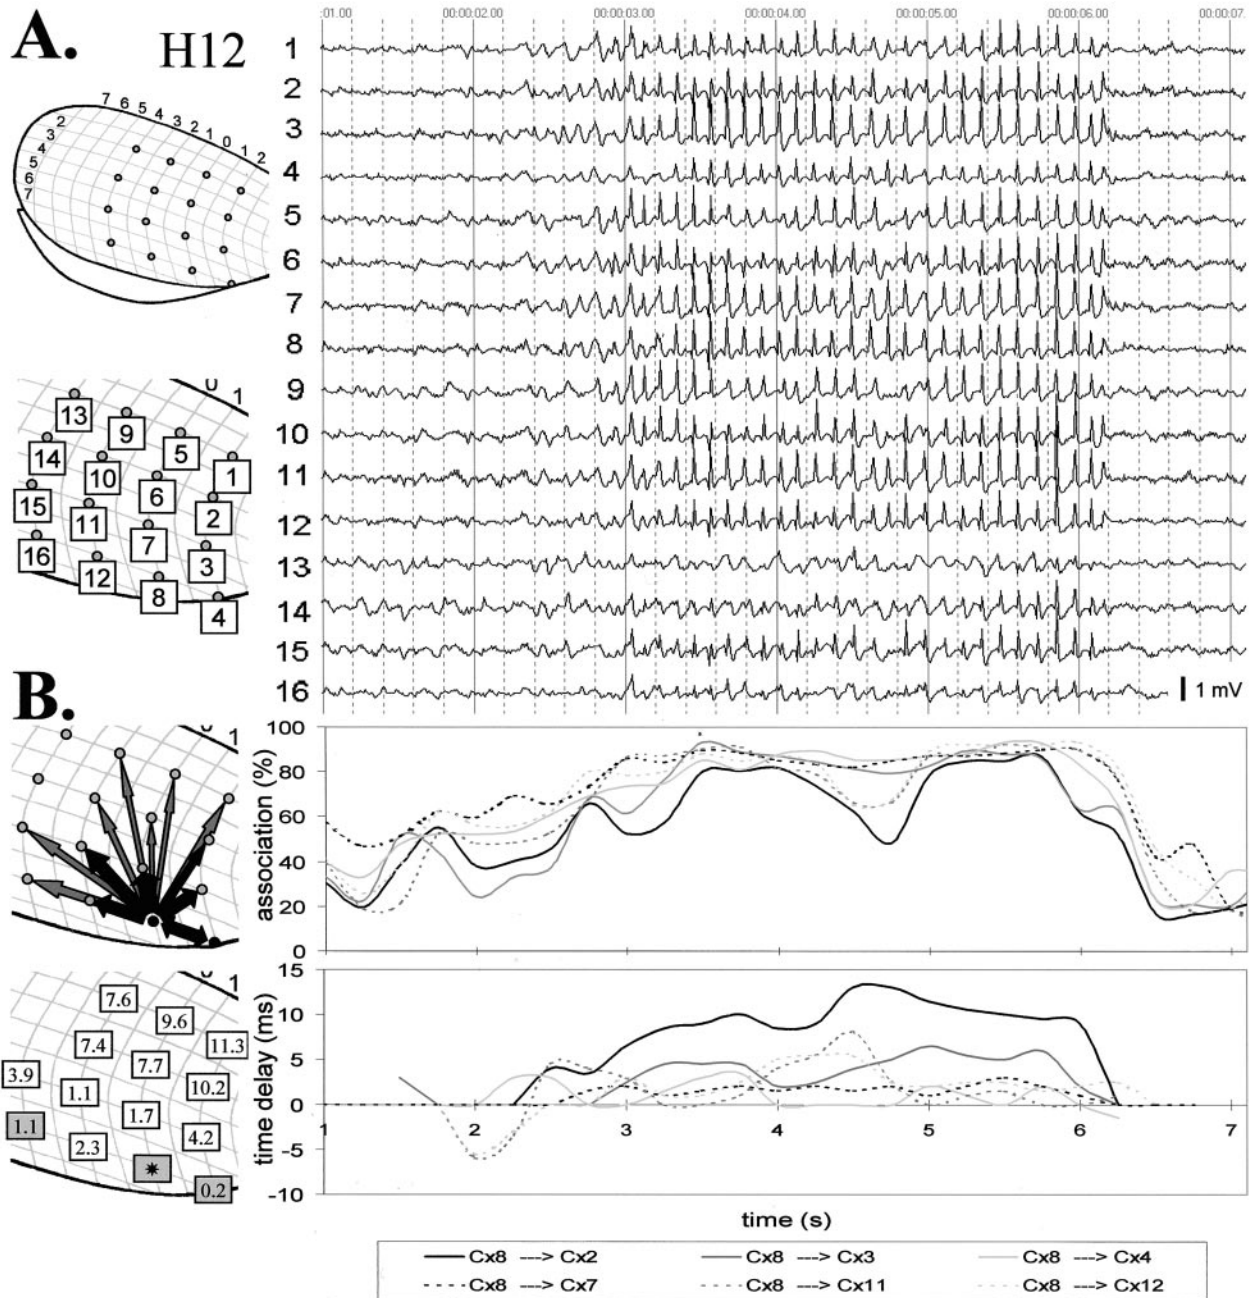 A.
H12
:01.00 00:00:02.00 00:00:03.00 00:00:04.00 00:00:05.00 00:00:06.00 00:00:07.
7 6 5 4 3 2 1 0 1 2
2
3
4
5
6
7
1
2
3
4
5
6
7
8
9
10
11
12
13
14
15
16
1 mV
0 1
13 9 5 1
14 10 6 2
15 11 7 3
16 12 8 4
B.
0 1
association (%)
100
80
60
40
20
0
0 1
7.6 9.6 11.3
7.4 7.7 10.2
3.9 1.1 1.7 4.2
1.1 2.3 ✷ 0.2
time delay (ms)
15
10
5
0
-5
-10
1 2 3 4 5 6 7
time (s)
Cx8 ---> Cx2 Cx8 ---> Cx3 Cx8 ---> Cx4
Cx8 ---> Cx7 Cx8 ---> Cx11 Cx8 ---> Cx12